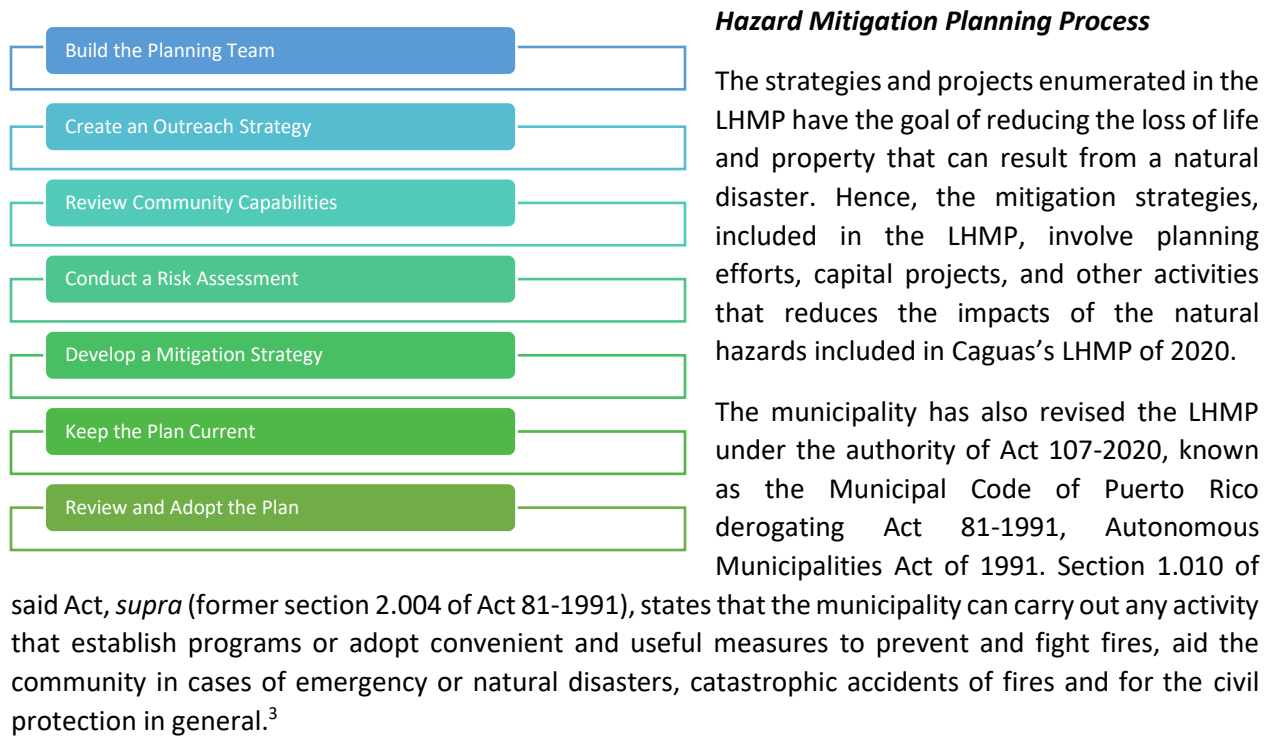 Build the Planning Team
Create an Outreach Strategy
Review Community Capabilities
Conduct a Risk Assessment
Develop a Mitigation Strategy
Keep the Plan Current
Review and Adopt the Plan
Hazard Mitigation Planning Process
The strategies and projects enumerated in the
LHMP have the goal of reducing the loss of life
and property that can result from a natural
disaster. Hence, the mitigation strategies,
included in the LHMP, involve planning
efforts, capital projects, and other activities
that reduces the impacts of the natural
hazards included in Caguas’s LHMP of 2020.
The municipality has also revised the LHMP
under the authority of Act 107-2020, known
as the Municipal Code of Puerto Rico
derogating Act 81-1991, Autonomous
Municipalities Act of 1991. Section 1.010 of
said Act, supra (former section 2.004 of Act 81-1991), states that the municipality can carry out any activity
that establish programs or adopt convenient and useful measures to prevent and fight fires, aid the
community in cases of emergency or natural disasters, catastrophic accidents of fires and for the civil
protection in general.3